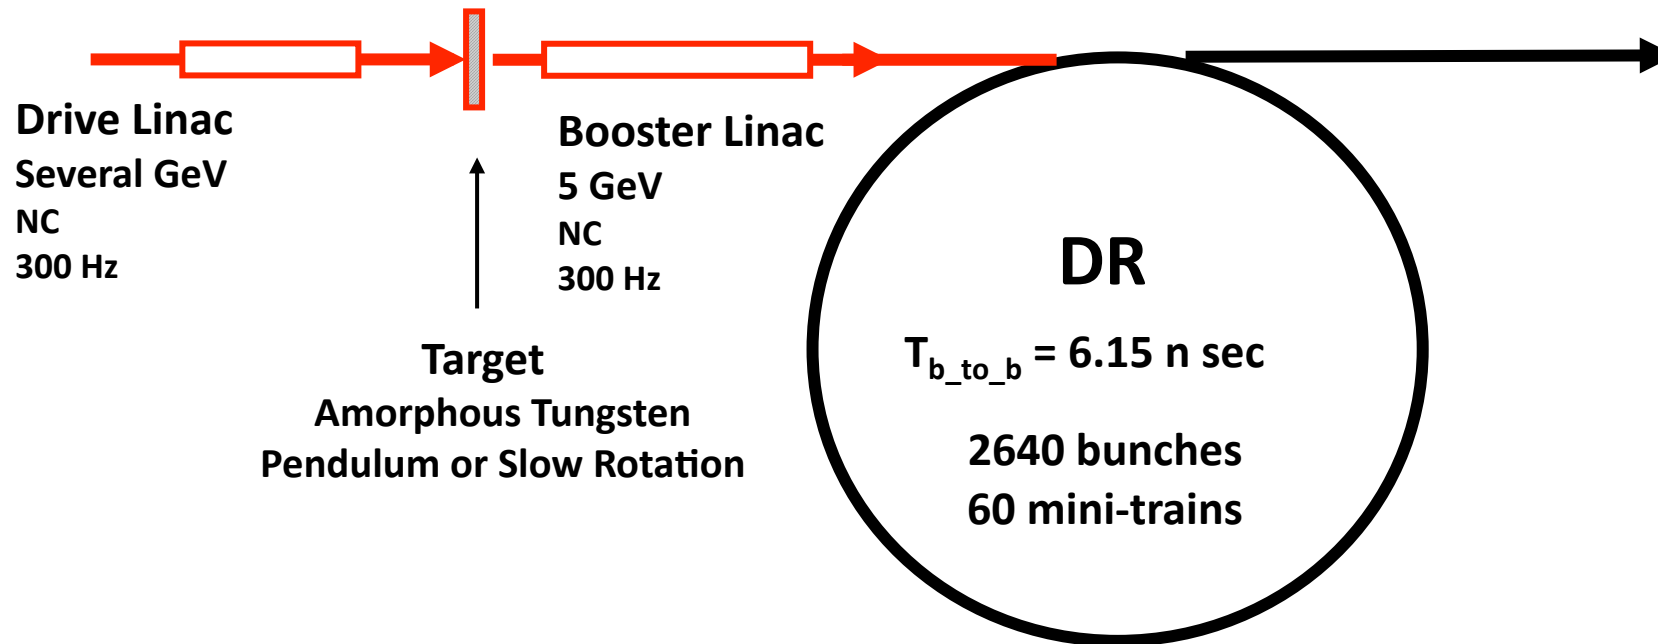 Drive Linac
Several GeV
NC
300 Hz
Booster Linac
5 GeV
NC
300 Hz
Target
Amorphous Tungsten
Pendulum or Slow Rotation
DR
T_b_to_b = 6.15 n sec
2640 bunches
60 mini-trains